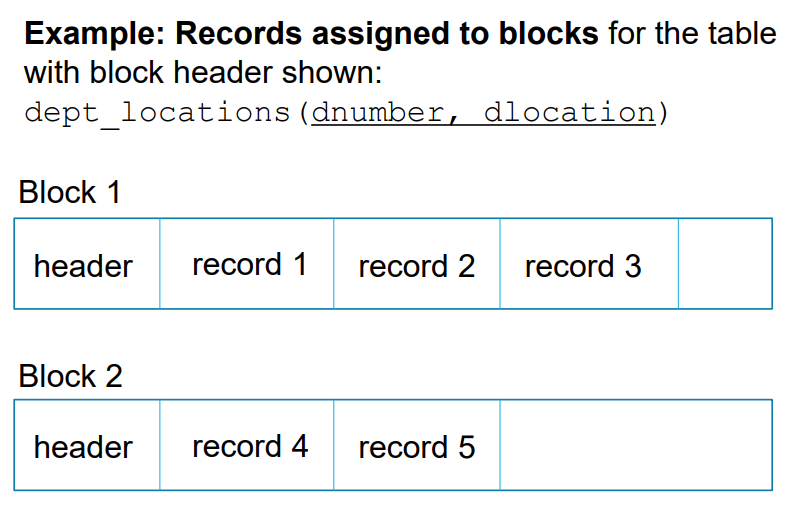 Example: Records assigned to blocks for the table
with block header shown:
dept_locations(dnumber, dlocation)
Block 1
header record 1 record 2 record 3
Block 2
header record 4 record 5